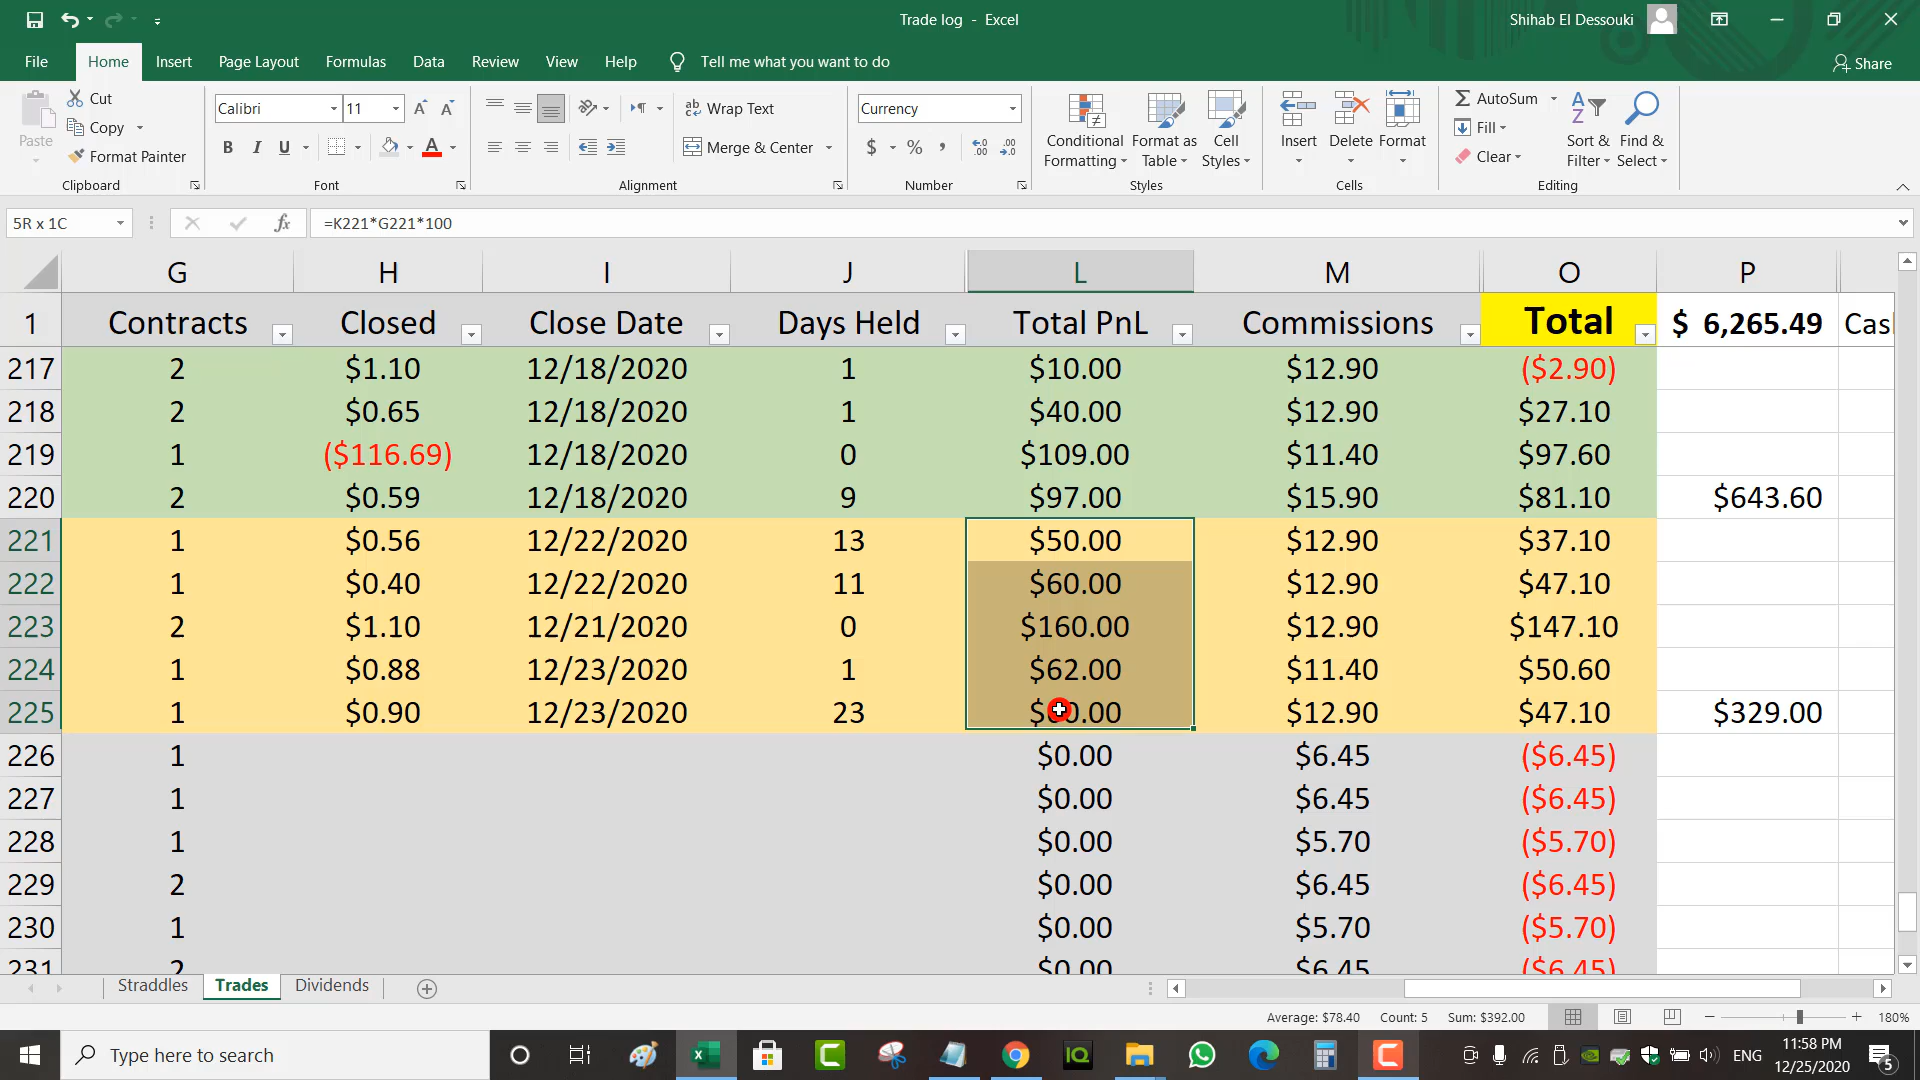 Trade log - Excel
Shihab El Dessouki
File Home Insert Page Layout Formulas Data Review View Help Tell me what you want to do
Share
Paste
Cut
Copy
Format Painter
Clipboard
Calibri 11
B I U
Font
Wrap Text
Merge & Center
Alignment
Currency
$ % ,
Number
Conditional Formatting
Format as Table
Cell Styles
Styles
Insert Delete Format
Cells
AutoSum
Fill
Clear
Sort & Filter
Find & Select
Editing
5R x 1C fx =K221*G221*100
G H I J L M O P
1 Contracts Closed Close Date Days Held Total PnL Commissions Total $ 6,265.49
217 2 $1.10 12/18/2020 1 $10.00 $12.90 ($2.90)
218 2 $0.65 12/18/2020 1 $40.00 $12.90 $27.10
219 1 ($116.69) 12/18/2020 0 $109.00 $11.40 $97.60
220 2 $0.59 12/18/2020 9 $97.00 $15.90 $81.10 $643.60
221 1 $0.56 12/22/2020 13 $50.00 $12.90 $37.10
222 1 $0.40 12/22/2020 11 $60.00 $12.90 $47.10
223 2 $1.10 12/21/2020 0 $160.00 $12.90 $147.10
224 1 $0.88 12/23/2020 1 $62.00 $11.40 $50.60
225 1 $0.90 12/23/2020 23 $12.90 $47.10 $329.00
226 1 $0.00 $6.45 ($6.45)
227 1 $0.00 $6.45 ($6.45)
228 1 $0.00 $5.70 ($5.70)
229 2 $0.00 $6.45 ($6.45)
230 1 $0.00 $5.70 ($5.70)
231 2 $0.00 $6.45 ($6.45)
Straddles Trades Dividends
Average: $78.40 Count: 5 Sum: $392.00 180%
Type here to search
ENG
11:58 PM
12/25/2020
5